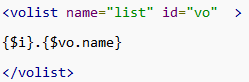 <volist name="list" id="vo"  >
{$i}.{$vo.name}
</volist>